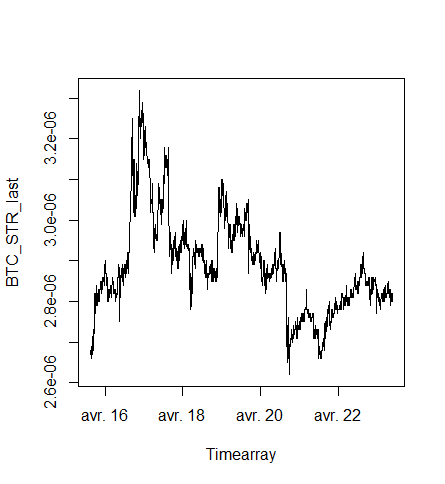 BTC_STR_last
3.2e-06
3.0e-06
2.8e-06
2.6e-06
avr. 16 avr. 18 avr. 20 avr. 22
Timearray